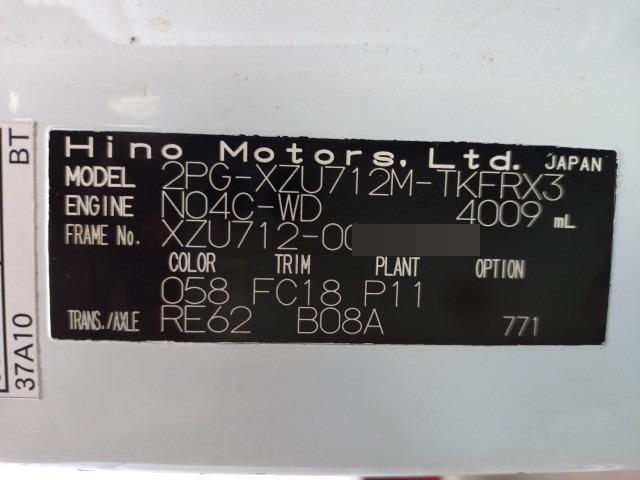 Hino Motors, Ltd. JAPAN
MODEL 2PG-XZU712M-TKFRX3
ENGINE N04C-WD 4009 mL
FRAME No. XZU712-00
COLOR TRIM PLANT OPTION
058 FC18 P11
TRANS./AXLE RE62 B08A 771
BT
37A10